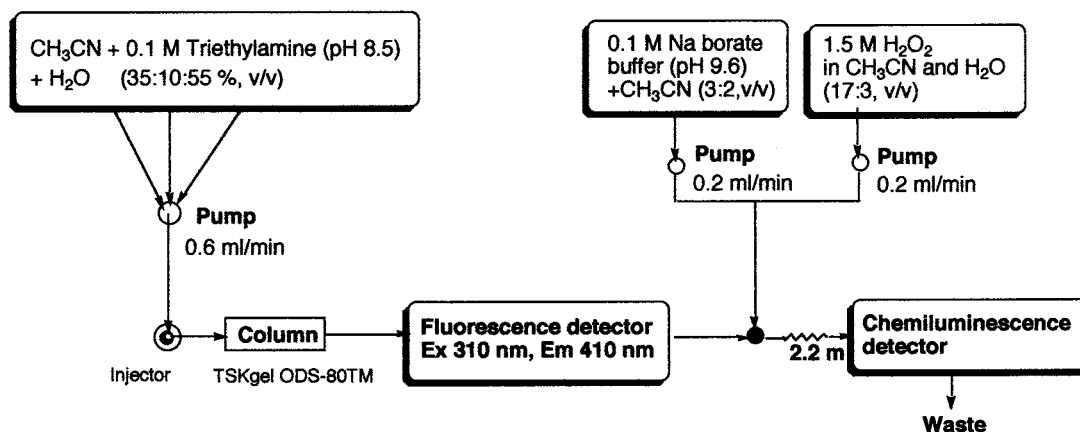 CH3CN + 0.1 M Triethylamine (pH 8.5)
+ H2O (35:10:55 %, v/v)
Pump
0.6 ml/min
0.1 M Na borate
buffer (pH 9.6)
+CH3CN (3:2,v/v)
1.5 M H2O2
in CH3CN and H2O
(17:3, v/v)
Pump
0.2 ml/min
Pump
0.2 ml/min
Injector
Column
TSKgel ODS-80TM
Fluorescence detector
Ex 310 nm, Em 410 nm
2.2 m
Chemiluminescence
detector
Waste